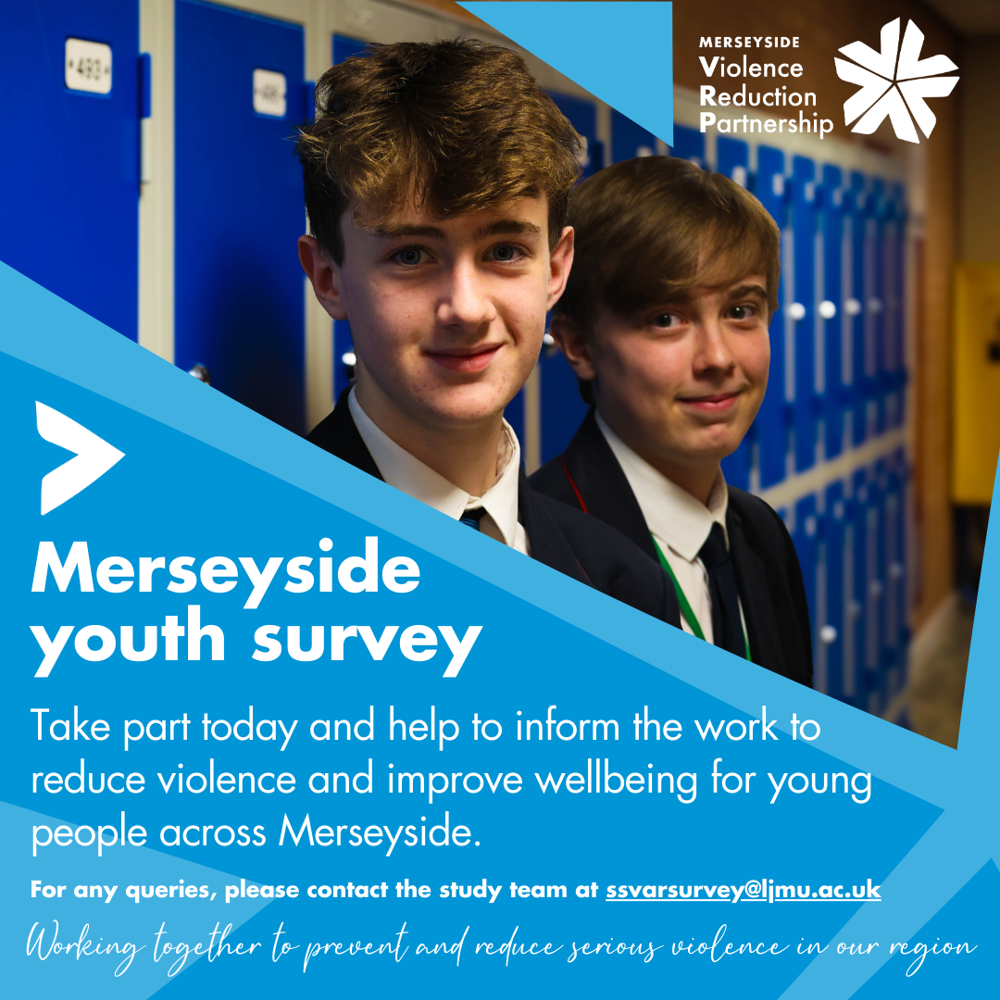 493
MERSEYSIDE
Violence
Reduction
Partnership
Merseyside
youth survey
Take part today and help to inform the work to
reduce violence and improve wellbeing for young
people across Merseyside.
For any queries, please contact the study team at ssvarsurvey@ljmu.ac.uk
Working together to prevent and reduce serious violence in our region